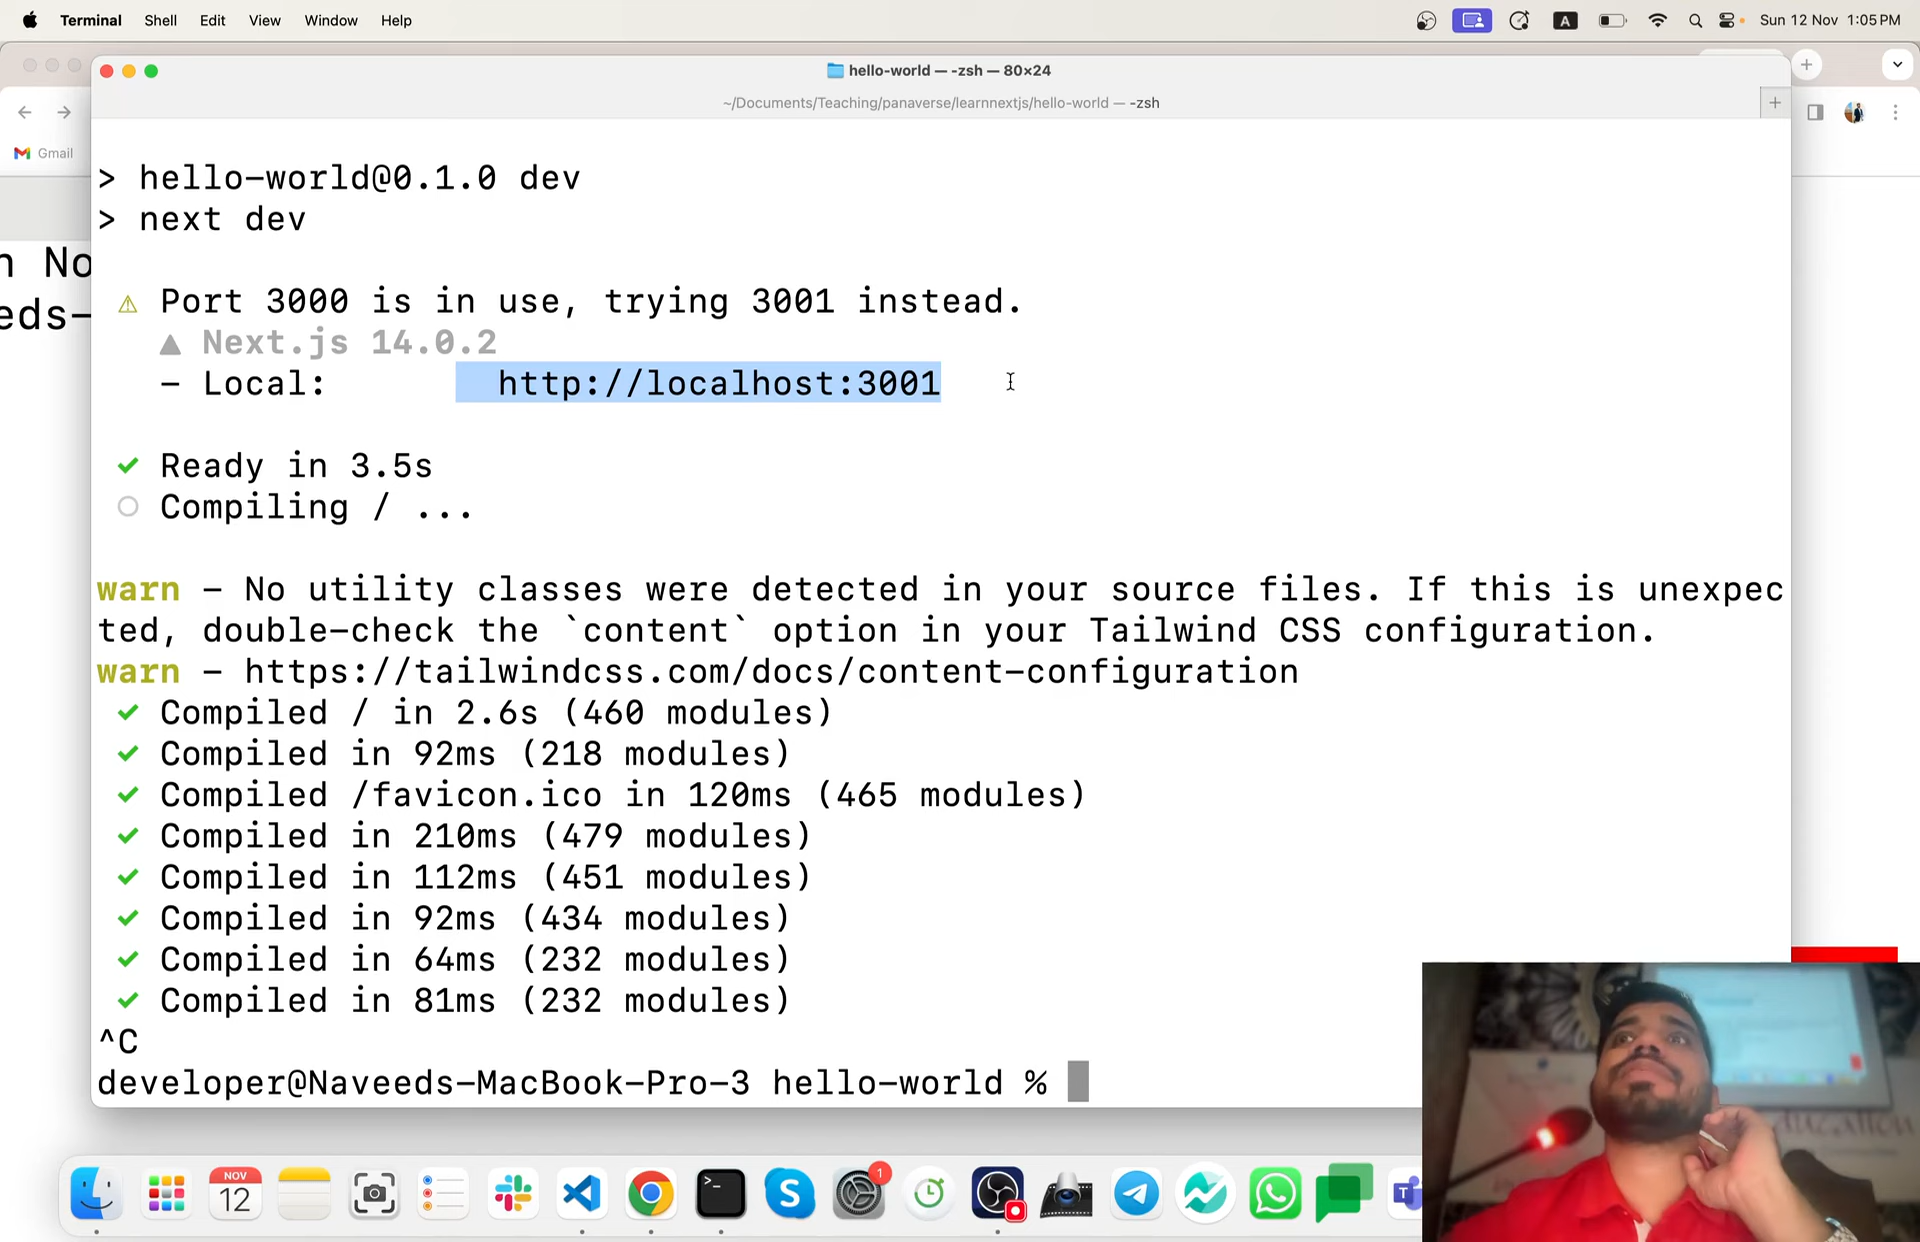 Terminal Shell Edit View Window Help
A
Sun 12 Nov 1:05 PM
hello-world — -zsh — 80×24
~/Documents/Teaching/panaverse/learnnextjs/hello-world — -zsh
Gmail
> hello-world@0.1.0 dev
> next dev
n No
eds-
⚠ Port 3000 is in use, trying 3001 instead.
▲ Next.js 14.0.2
- Local: http://localhost:3001
✓ Ready in 3.5s
○ Compiling / ...
warn - No utility classes were detected in your source files. If this is unexpec
ted, double-check the `content` option in your Tailwind CSS configuration.
warn - https://tailwindcss.com/docs/content-configuration
✓ Compiled / in 2.6s (460 modules)
✓ Compiled in 92ms (218 modules)
✓ Compiled /favicon.ico in 120ms (465 modules)
✓ Compiled in 210ms (479 modules)
✓ Compiled in 112ms (451 modules)
✓ Compiled in 92ms (434 modules)
✓ Compiled in 64ms (232 modules)
✓ Compiled in 81ms (232 modules)
^C
developer@Naveeds-MacBook-Pro-3 hello-world %
NOV
12
>_
S
1
T